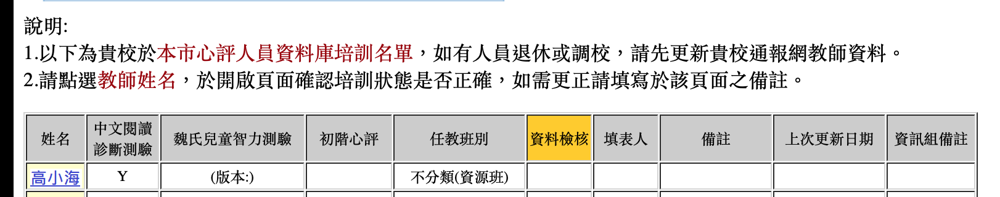 說明:
1.以下為貴校於本市心評人員資料庫培訓名單，如有人員退休或調校，請先更新貴校通報網教師資料。
2.請點選教師姓名，於開啟頁面確認培訓狀態是否正確，如需更正請填寫於該頁面之備註。
姓名 中文閱讀診斷測驗 魏氏兒童智力測驗 初階心評 任教班別 資料檢核 填表人 備註 上次更新日期 資訊組備註
高小海 Y (版本:) 不分類(資源班)